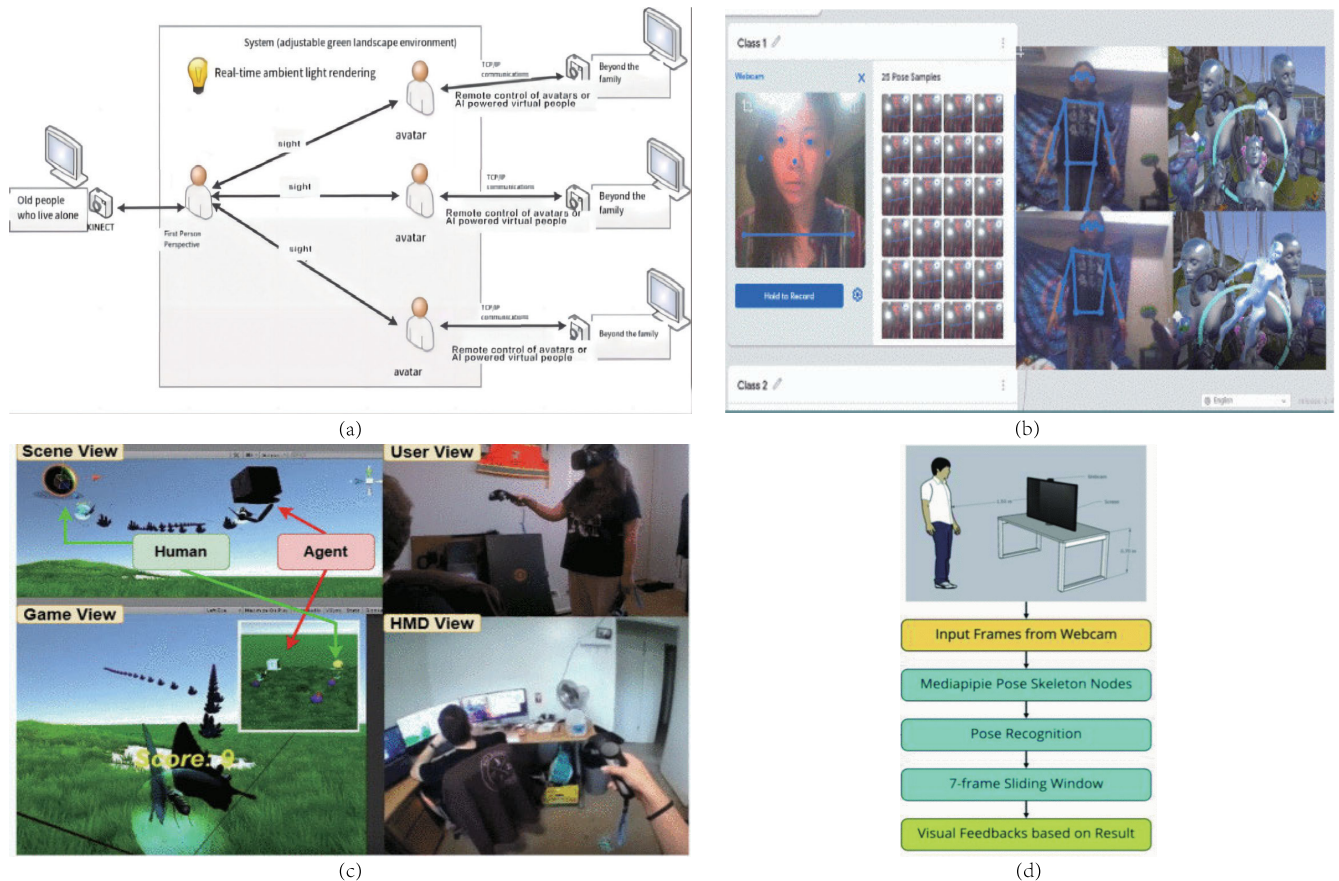 System (adjustable green landscape environment)
Real-time ambient light rendering
TCP/IP
communications
Beyond the
family
Remote control of avatars or
AI powered virtual people
avatar
sight
sight
TCP/IP
communications
Beyond the
family
Remote control of avatars or
AI powered virtual people
avatar
Old people
who live alone
KINECT
First Person
Perspective
sight
TCP/IP
communications
Beyond the family
Remote control of avatars or
AI powered virtual people
avatar
(a)
Class 1
Webcam
X
25 Pose Samples
Hold to Record
Class 2
English
(b)
Scene View
User View
Human
Agent
Game View
HMD View
Score: 0
(c)
Webcam
Screen
Input Frames from Webcam
Mediapipie Pose Skeleton Nodes
Pose Recognition
7-frame Sliding Window
Visual Feedbacks based on Result
(d)